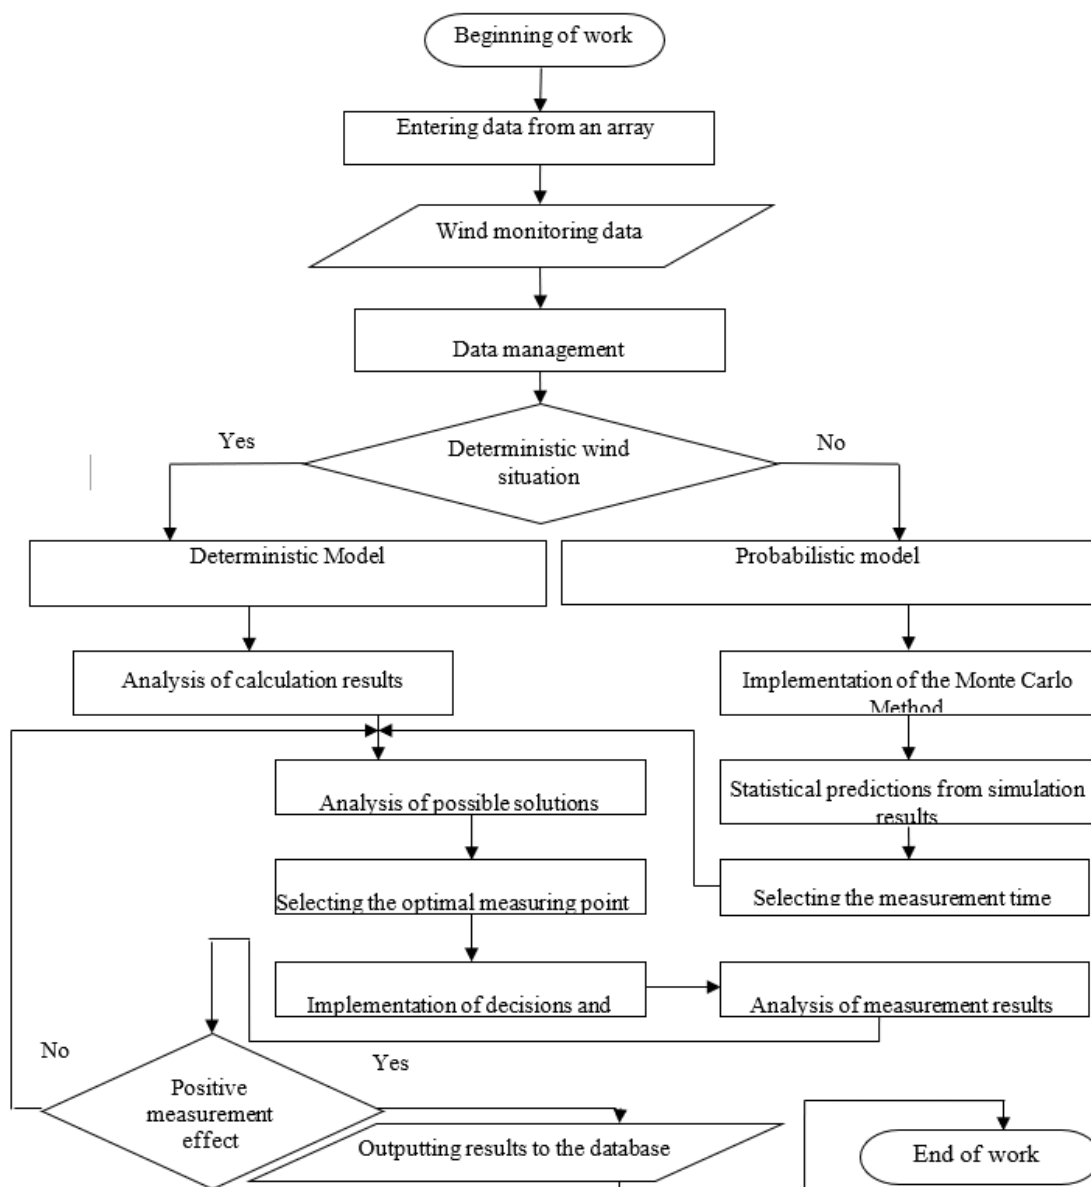 Beginning of work
Entering data from an array
Wind monitoring data
Data management
Yes
No
Deterministic wind
situation
Deterministic Model
Probabilistic model
Analysis of calculation results
Implementation of the Monte Carlo
Method
Analysis of possible solutions
Statistical predictions from simulation
results
Selecting the optimal measuring point
Selecting the measurement time
Implementation of decisions and
Analysis of measurement results
No
Yes
Positive
measurement
effect
Outputting results to the database
End of work